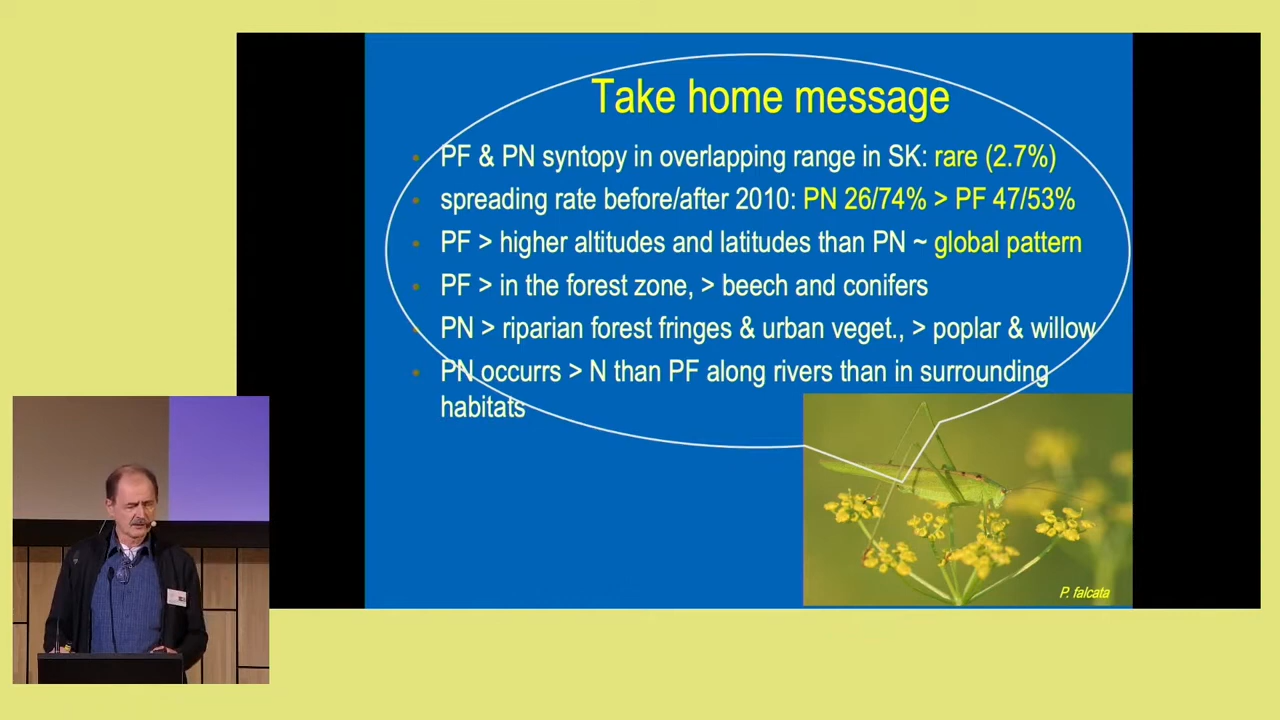 Take home message
PF & PN syntopy in overlapping range in SK: rare (2.7%)
spreading rate before/after 2010: PN 26/74% > PF 47/53%
PF > higher altitudes and latitudes than PN ~ global pattern
PF > in the forest zone, > beech and conifers
PN > riparian forest fringes & urban veget., > poplar & willow
PN occurrs > N than PF along rivers than in surrounding
habitats
P. falcata